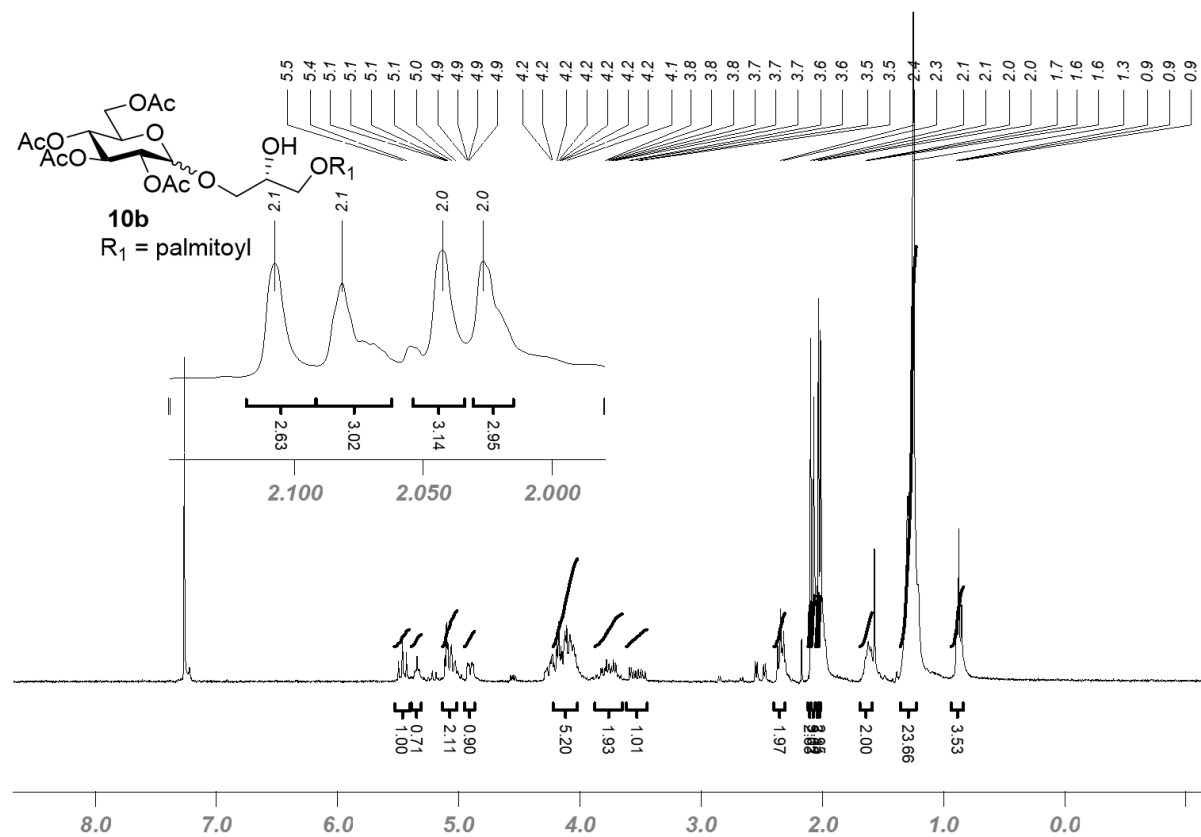 5.5 5.4 5.1 5.1 5.1 5.1 5.0 4.9 4.9 4.9 4.9 4.2 4.2 4.2 4.2 4.2 4.2 4.2 4.1 3.8 3.8 3.8 3.7 3.7 3.7 3.6 3.6 3.5 3.5 2.4 2.3 2.1 2.1 2.0 2.0 1.7 1.6 1.6 1.3 0.9 0.9 0.9
OAc
AcO
O
AcO
OAc
O
OH
OR1
10b
R1 = palmitoyl
2.1 2.1 2.0 2.0
2.63 3.02 3.14 2.95
2.100 2.050 2.000
1.00 0.71 2.11 0.90 5.20 1.93 1.01 1.97 2.00 23.66 3.53
8.0 7.0 6.0 5.0 4.0 3.0 2.0 1.0 0.0